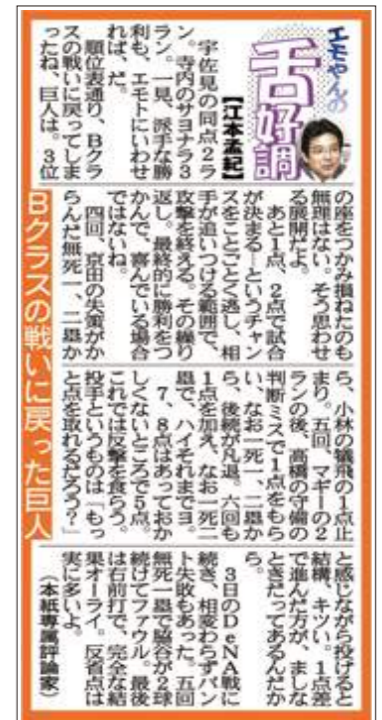 エモやんの
舌好調
【江本孟紀】
宇佐見の同点2ラ
ン。寺内のサヨナラ3
ラン。一見、派手な勝
利も、エモトにいわせ
れば、だ。
順位表通り、Bクラ
スの戦いに戻ってしま
ったね、巨人は。3位
の座をつかみ損ねたのも
無理はない。そう思わせ
る展開だよ。
あと1点、2点で試合
が決まる―というチャン
スをことごとく逃し、相
手が追いつける範囲で、
攻撃を終える。その繰り
返し。最終的に勝利をつ
かんで、喜んでいる場合
ではないね。
四回、京田の失策がか
らんだ無死一、二塁か
ら、小林の犠飛の1点止
まり。五回、マギーの2
ランの後、高橋の守備の
判断ミスで1点をもら
い、なお一死一、二塁か
ら、後続が凡退。六回も
1点を加え、なお一死二
塁で、ハイそれまでヨ。
7、8点はあっておか
しくないところで5点。
これでは反撃を食らう。
投手というものは「もっ
と点を取れるだろう?」
と感じながら投げると
結構、キツい。1点差
で進んだ方が、ましな
ときだってあるんだか
ら。
3日のDeNA戦に
続き、相変わらずバン
ト失敗もあった。五回
無死一塁で脇谷が2球
続けてファウル。最後
は右前打で、完全な結
果オーライ。反省点は
実に多いよ。
(本紙専属評論家)
Bクラスの戦いに戻った巨人